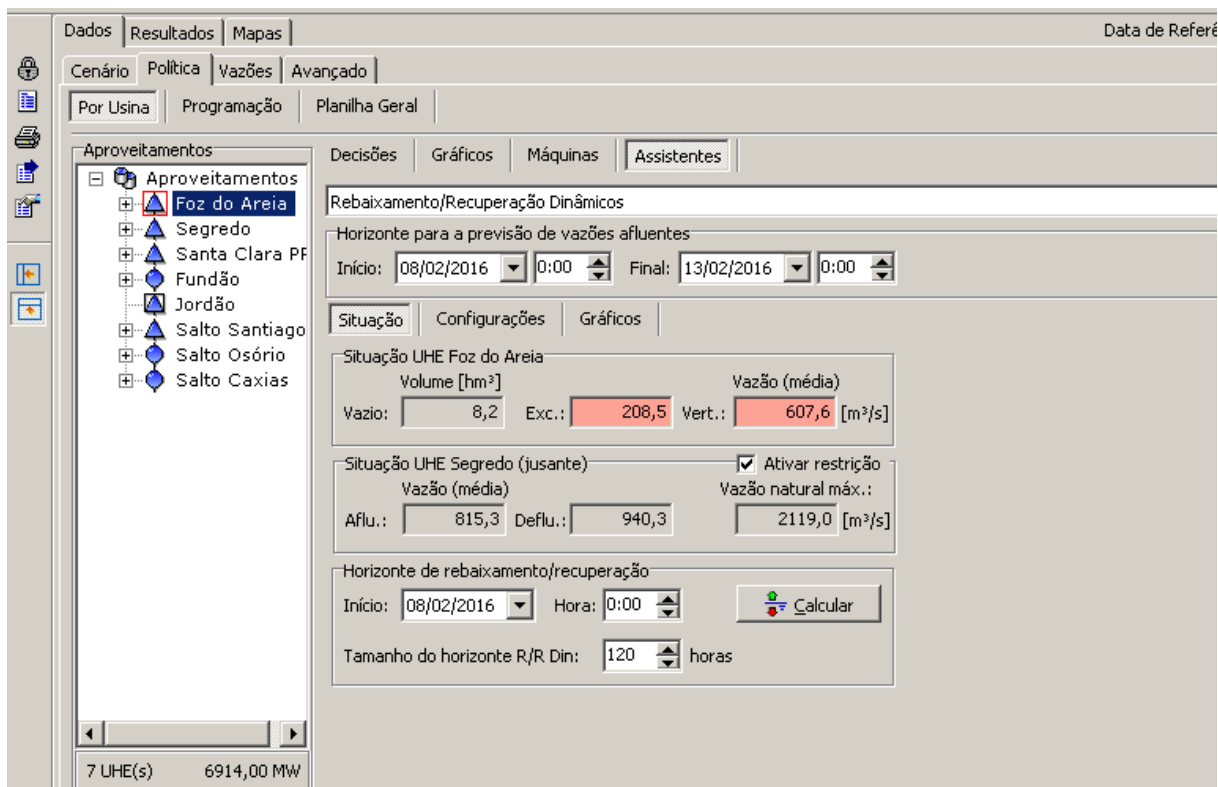 Dados Resultados Mapas Data de Referê
Cenário Política Vazões Avançado
Por Usina Programação Planilha Geral
Aproveitamentos
Aproveitamentos
Foz do Areia
Segredo
Santa Clara PR
Fundão
Jordão
Salto Santiago
Salto Osório
Salto Caxias
7 UHE(s) 6914,00 MW
Decisões Gráficos Máquinas Assistentes
Rebaixamento/Recuperação Dinâmicos
Horizonte para a previsão de vazões afluentes
Início: 08/02/2016 0:00 Final: 13/02/2016 0:00
Situação Configurações Gráficos
Situação UHE Foz do Areia
Volume [hm³] Vazão (média)
Vazio: 8,2 Exc.: 208,5 Vert.: 607,6 [m³/s]
Situação UHE Segredo (jusante) Ativar restrição
Vazão (média) Vazão natural máx.:
Aflu.: 815,3 Deflu.: 940,3 2119,0 [m³/s]
Horizonte de rebaixamento/recuperação
Início: 08/02/2016 Hora: 0:00 Calcular
Tamanho do horizonte R/R Din: 120 horas